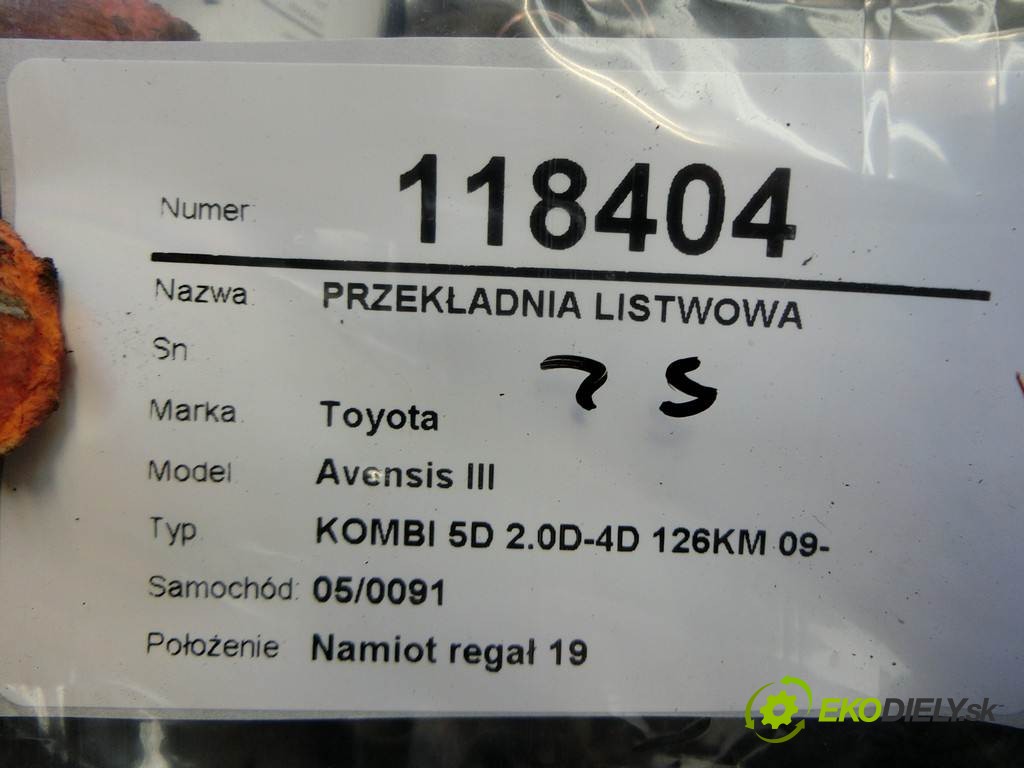 Numer: 118404
Nazwa PRZEKŁADNIA LISTWOWA
Sn
75
Marka Toyota
Model Avensis III
Typ KOMBI 5D 2.0D-4D 126KM 09-
Samochód: 05/0091
Położenie Namiot regał 19
EKODIELY.sk